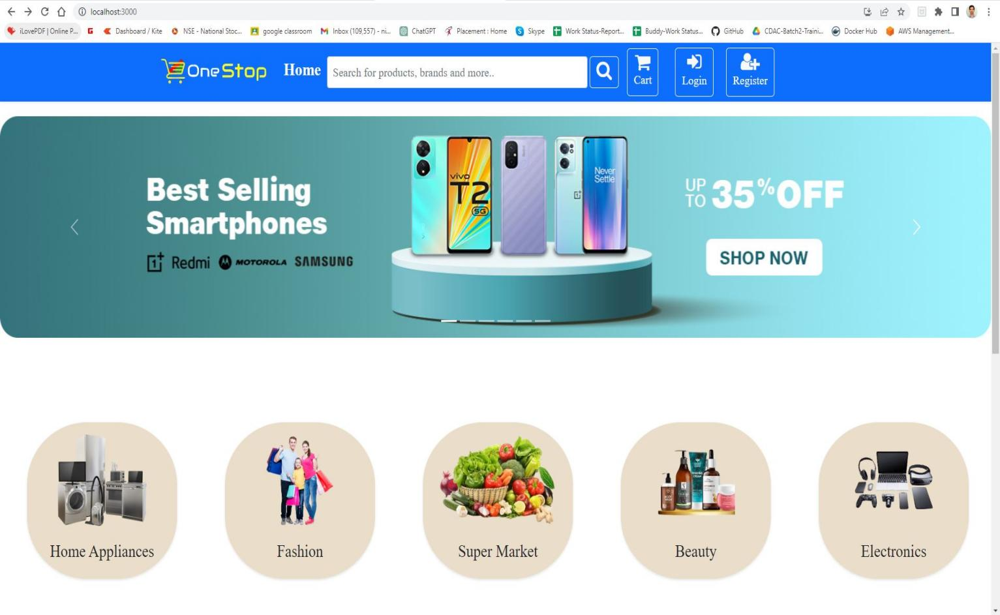 localhost:3000
iLovePDF | Online P...
Dashboard / Kite
NSE - National Stoc...
google classroom
Inbox (109,557) - ni...
ChatGPT
Placement : Home
Skype
Work Status-Report...
Buddy-Work Status...
GitHub
CDAC-Batch2-Traini...
Docker Hub
AWS Management...
One Stop
Home
Search for products, brands and more..
Cart
Login
Register
Best Selling
Smartphones
Redmi MOTOROLA SAMSUNG
vivo
T2
5G
Never
Settle
UP TO 35% OFF
SHOP NOW
Home Appliances
Fashion
Super Market
Beauty
Electronics